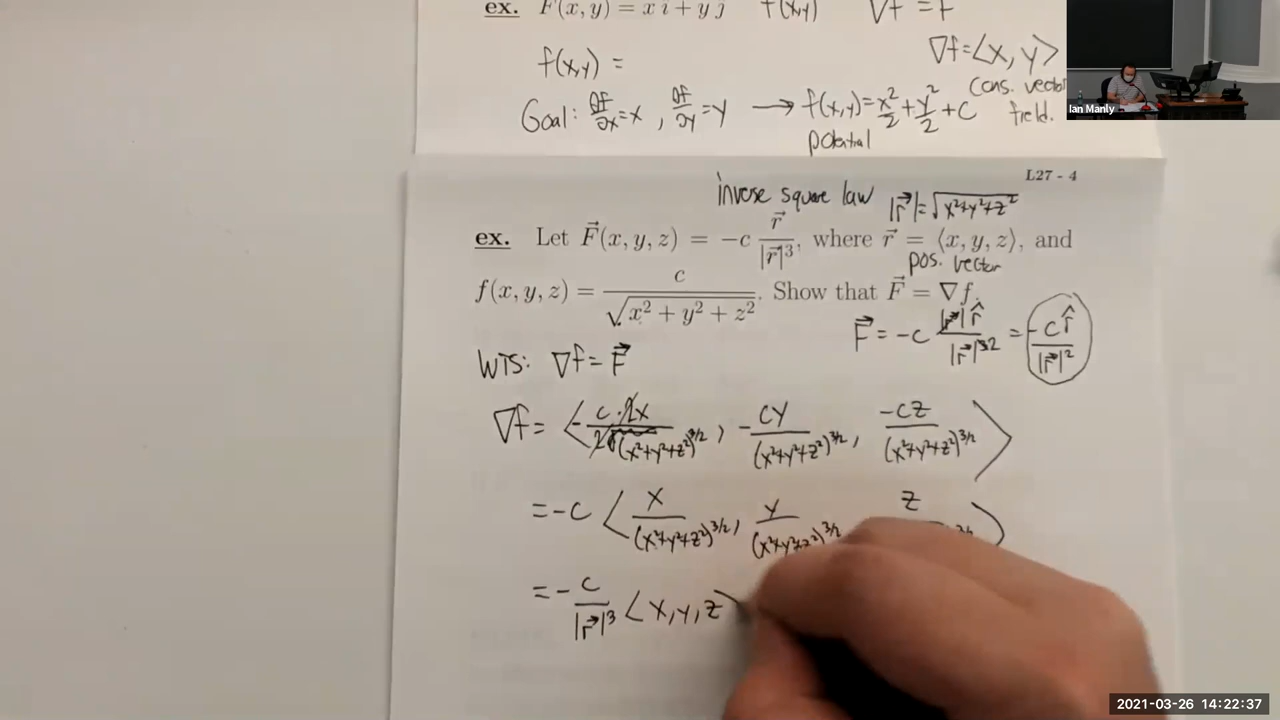 ex. F(x, y) = x i + y j f(x,y) ∇f = F
∇f = ⟨x, y⟩
f(x,y) =
cons. vector field.
Goal: ∂f/∂x = x , ∂f/∂y = y → f(x,y) = x²/2 + y²/2 + C
potential
Ian Manly
L27 - 4
inverse square law |r⃗| = √x²+y²+z²
ex. Let F⃗(x, y, z) = −c r⃗/|r⃗|³, where r⃗ = ⟨x, y, z⟩, and
pos. vector
f(x, y, z) = c/√x² + y² + z². Show that F⃗ = ∇f.
F⃗ = -c |r⃗| r̂/|r⃗|³ 2 = -c r̂/|r⃗|²
WTS: ∇f = F⃗
∇f = ⟨ -c·2x/2(x²+y²+z²)^3/2 , -cy/(x²+y²+z²)^3/2 , -cz/(x²+y²+z²)^3/2 ⟩
= -c ⟨ x/(x²+y²+z²)^3/2 , y/(x²+y²+z²)^3/2 z ⟩
= -c/|r⃗|³ ⟨x, y, z⟩
2021-03-26 14:22:37